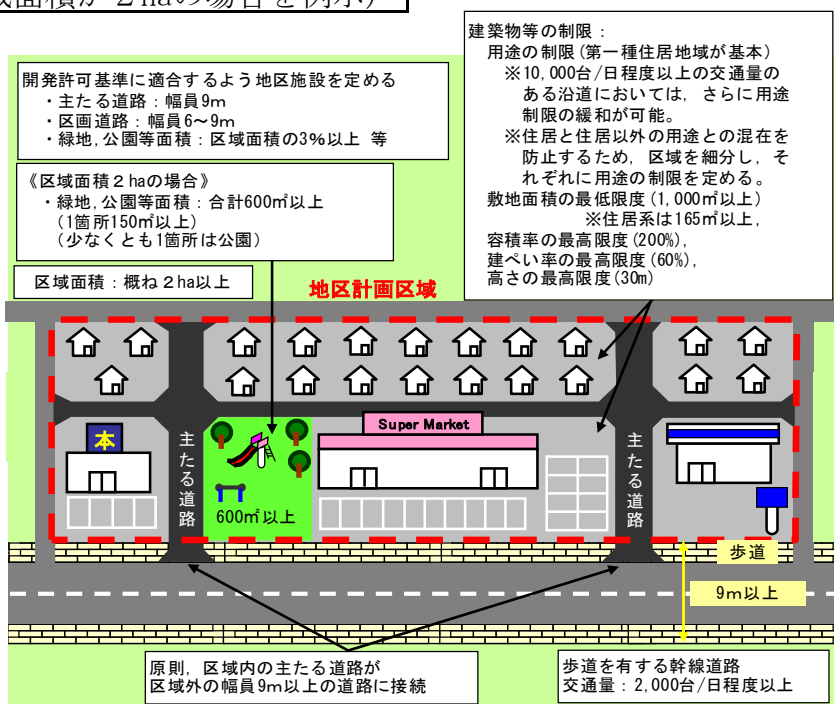 域面積が２haの場合を例示）
開発許可基準に適合するよう地区施設を定める
・主たる道路：幅員9ｍ
・区画道路：幅員6～9ｍ
・緑地,公園等面積：区域面積の3％以上 等
《区域面積２haの場合》
・緑地,公園等面積：合計600㎡以上
（1箇所150㎡以上）
（少なくとも1箇所は公園）
区域面積：概ね２ha以上
建築物等の制限：
用途の制限(第一種住居地域が基本)
※10,000台/日程度以上の交通量の
ある沿道においては，さらに用途
制限の緩和が可能。
※住居と住居以外の用途との混在を
防止するため，区域を細分し，そ
れぞれに用途の制限を定める。
敷地面積の最低限度(1,000㎡以上)
※住居系は165㎡以上，
容積率の最高限度(200%)，
建ぺい率の最高限度(60%)，
高さの最高限度(30m)
地区計画区域
本
主たる道路
600㎡以上
Super Market
主たる道路
歩道
9ｍ以上
原則，区域内の主たる道路が
区域外の幅員9ｍ以上の道路に接続
歩道を有する幹線道路
交通量：2,000台/日程度以上